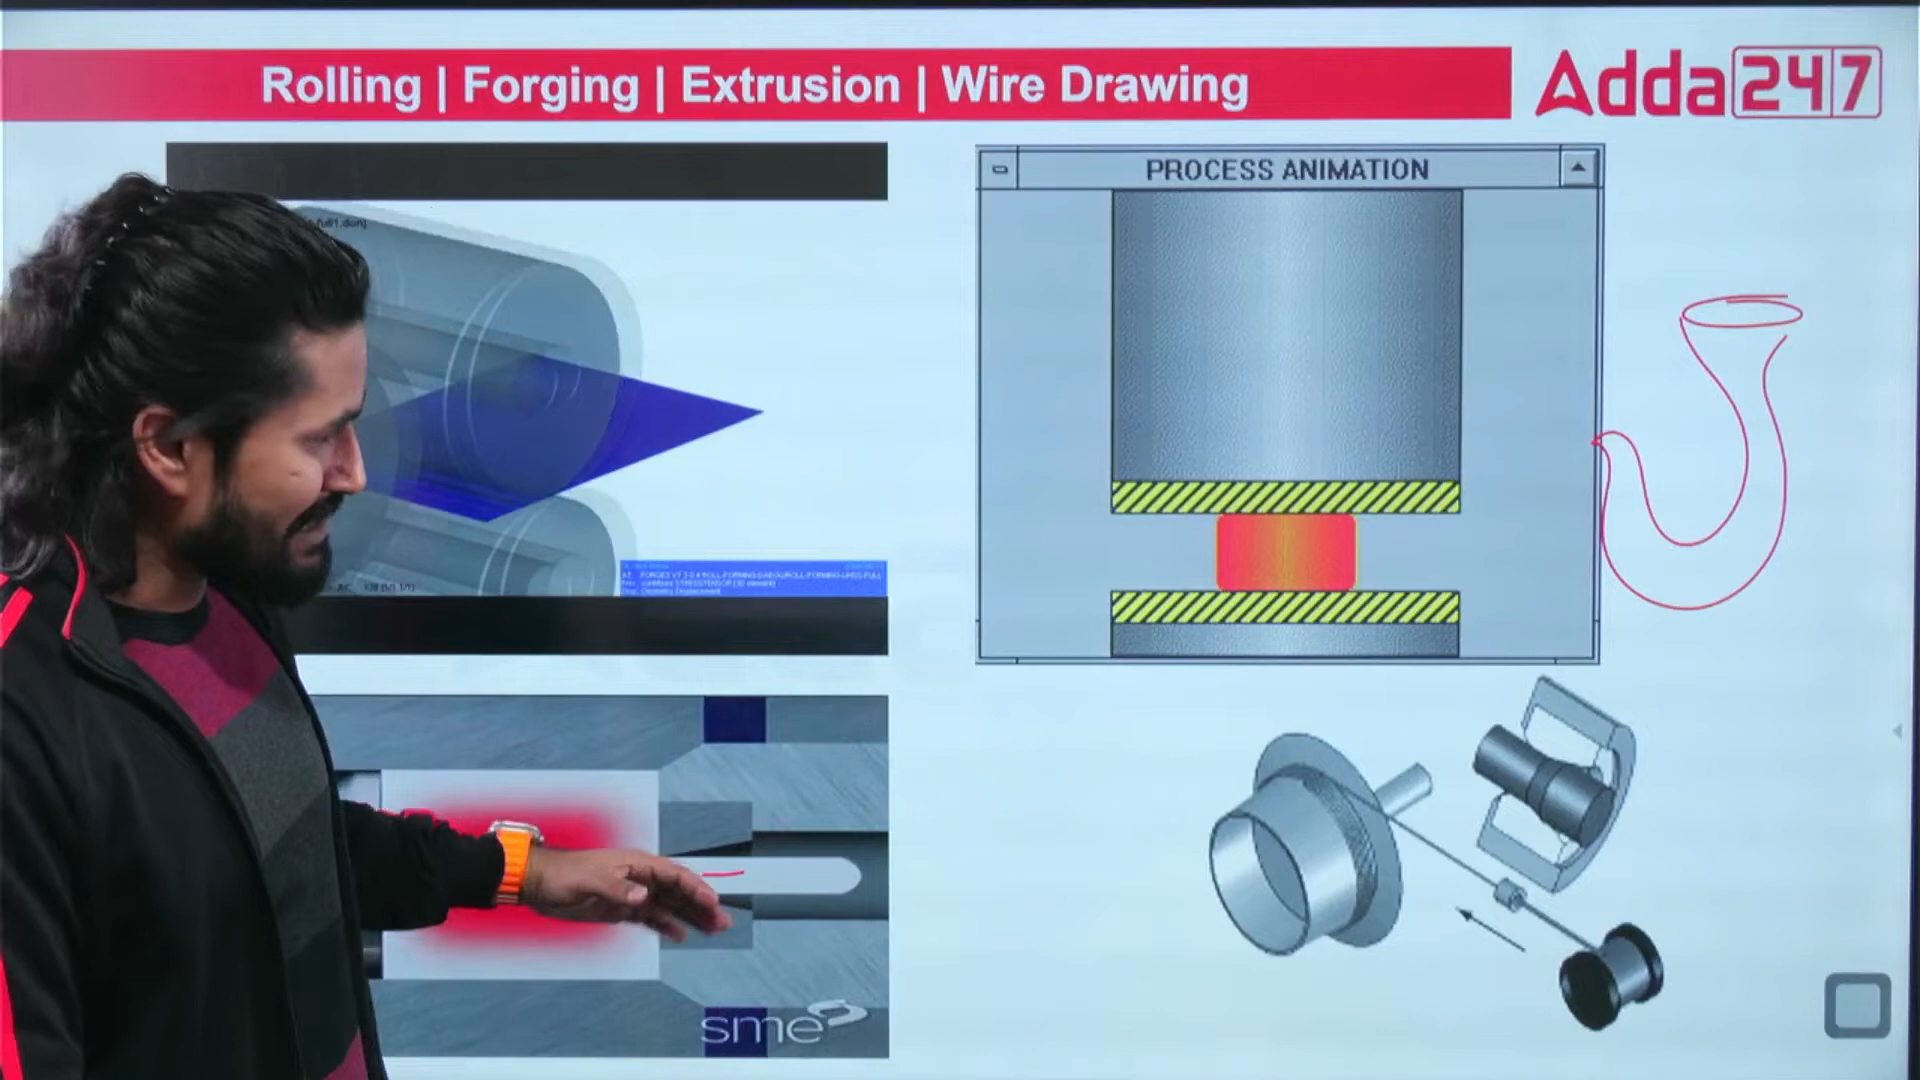 Rolling | Forging | Extrusion | Wire Drawing
Adda247
PROCESS ANIMATION
sme